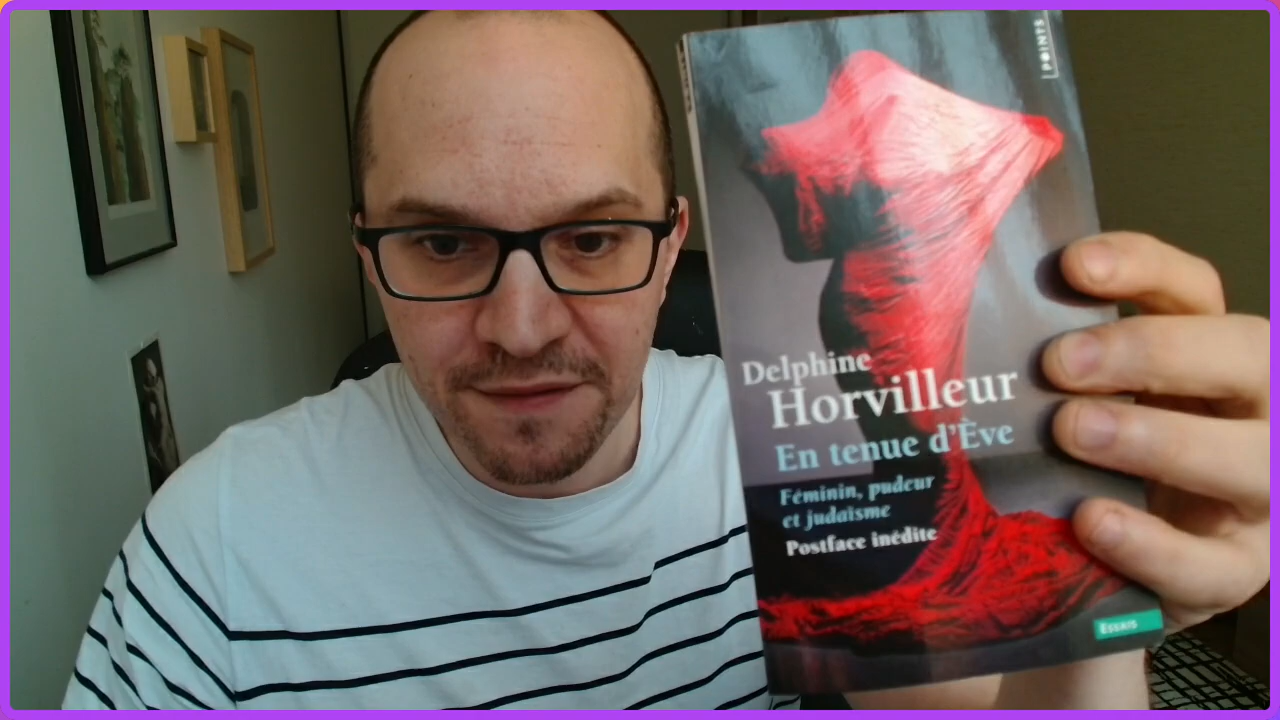 POINTS
Delphine
Horvilleur
En tenue d'Ève
Féminin, pudeur
et judaïsme
Postface inédite
ESSAIS